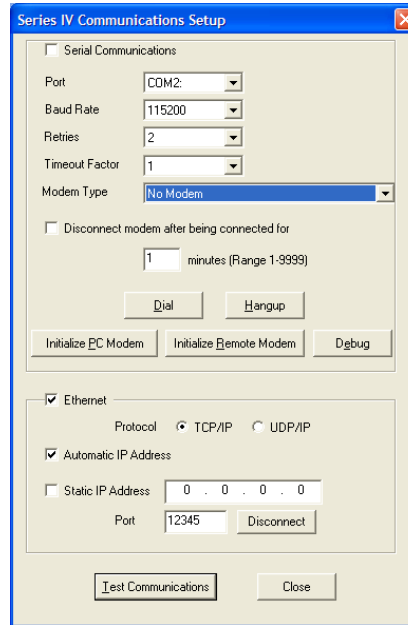 Series IV Communications Setup
Serial Communications
Port COM2:
Baud Rate 115200
Retries 2
Timeout Factor 1
Modem Type No Modem
Disconnect modem after being connected for
1 minutes (Range 1-9999)
Dial Hangup
Initialize PC Modem Initialize Remote Modem Debug
Ethernet
Protocol TCP/IP UDP/IP
Automatic IP Address
Static IP Address 0 . 0 . 0 . 0
Port 12345 Disconnect
Test Communications Close